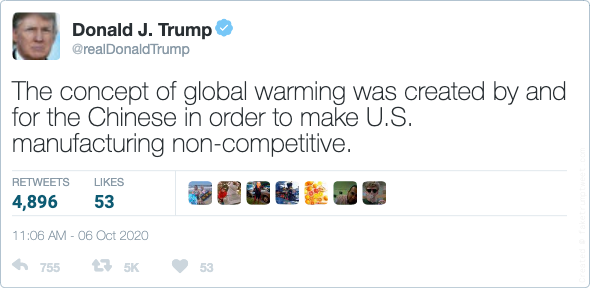 Donald J. Trump
@realDonaldTrump
The concept of global warming was created by and
for the Chinese in order to make U.S.
manufacturing non-competitive.
RETWEETS LIKES
4,896 53
11:06 AM - 06 Oct 2020
755 5K 53